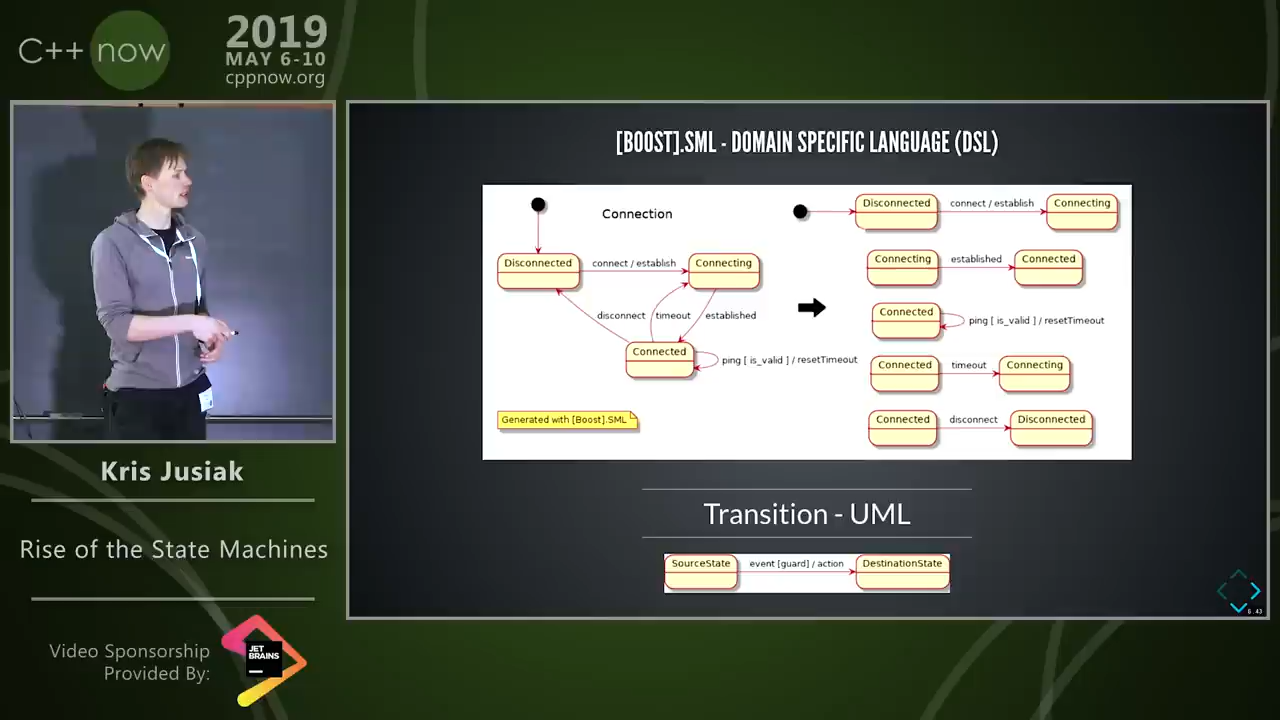 C++ now
2019
MAY 6-10
cppnow.org
Kris Jusiak
Rise of the State Machines
Video Sponsorship
Provided By:
JET
BRAINS
[BOOST].SML - DOMAIN SPECIFIC LANGUAGE (DSL)
Connection
Disconnected
connect / establish
Connecting
disconnect
timeout
established
Connected
ping [ is_valid ] / resetTimeout
Generated with [Boost].SML
Disconnected
connect / establish
Connecting
Connecting
established
Connected
Connected
ping [ is_valid ] / resetTimeout
Connected
timeout
Connecting
Connected
disconnect
Disconnected
Transition - UML
SourceState
event [guard] / action
DestinationState
6.43